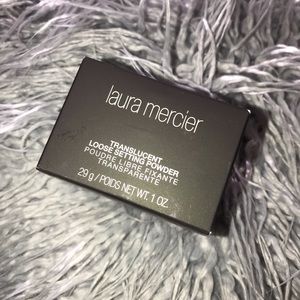 laura mercier
TRANSLUCENT
LOOSE SETTING POWDER
POUDRE LIBRE FIXANTE
TRANSPARENTE
29 g / POIDS NET WT. 1 OZ.